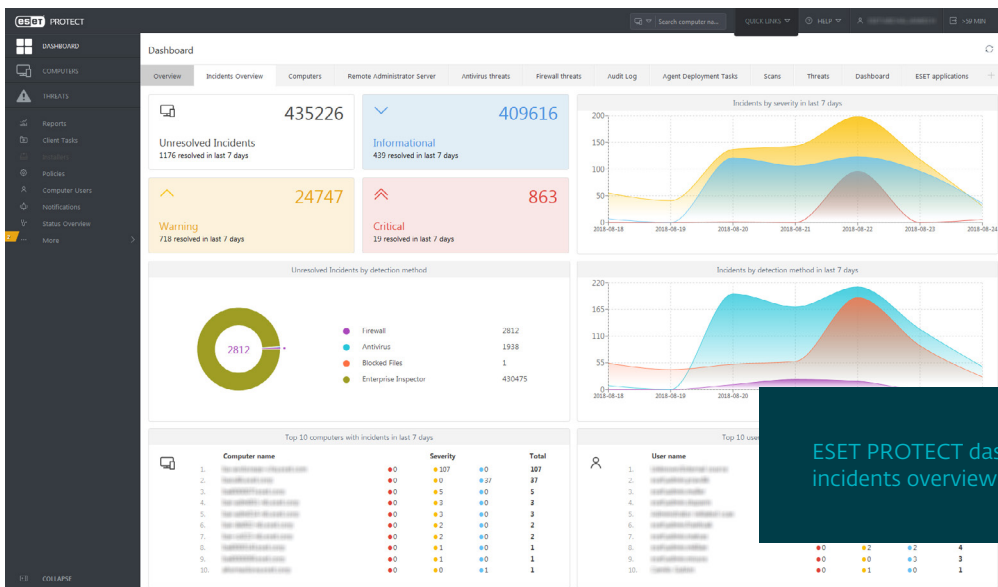 eset PROTECT
Search computer na...
QUICK LINKS
HELP
>59 MIN
DASHBOARD
COMPUTERS
THREATS
Reports
Client Tasks
Policies
Computer Users
Notifications
Status Overview
More
COLLAPSE
Dashboard
Overview Incidents Overview Computers Remote Administrator Server Antivirus threats Firewall threats Audit Log Agent Deployment Tasks Scans Threats Dashboard ESET applications
435226
Unresolved Incidents
1176 resolved in last 7 days
409616
Informational
439 resolved in last 7 days
24747
Warning
718 resolved in last 7 days
863
Critical
19 resolved in last 7 days
Incidents by severity in last 7 days
200
150
100
50
0
2018-08-18 2018-08-19 2018-08-20 2018-08-21 2018-08-22 2018-08-23 2018-08-24
Unresolved Incidents by detection method
2812
Firewall 2812
Antivirus 1938
Blocked Files 1
Enterprise Inspector 430475
Incidents by detection method in last 7 days
220
165
110
55
0
2018-08-18 2018-08-19 2018-08-20
Top 10 computers with incidents in last 7 days
Computer name Severity Total
1. 0 107 0 107
2. 0 0 37 37
3. 0 5 0 5
4. 0 3 0 3
5. 0 3 0 3
6. 0 2 0 2
7. 0 2 0 2
8. 0 1 0 1
9. 0 1 0 1
10. 0 0 1 1
Top 10 use
User name
1.
2.
3.
4.
5.
6.
7.
8. 0 2 2 4
9. 0 0 3 3
10. 0 1 0 1
ESET PROTECT das
incidents overview